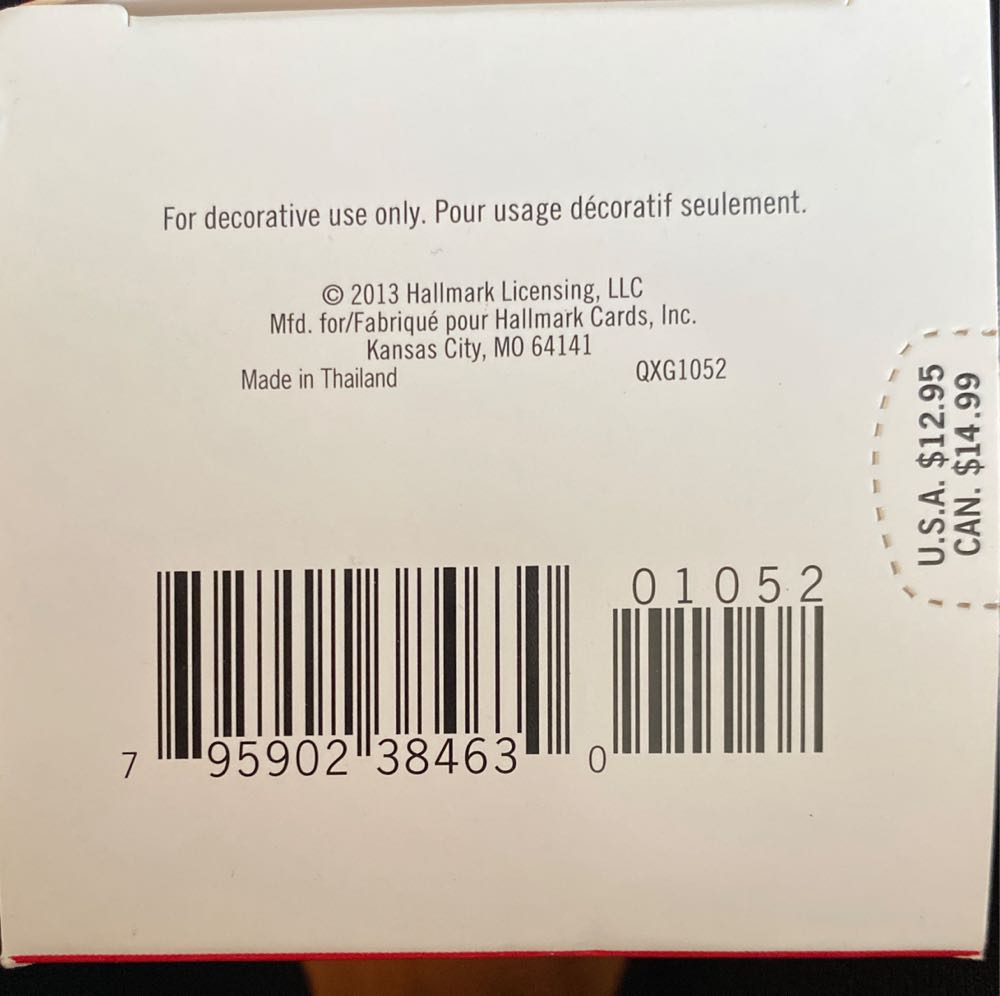 For decorative use only. Pour usage décoratif seulement.
© 2013 Hallmark Licensing, LLC
Mfd. for/Fabriqué pour Hallmark Cards, Inc.
Kansas City, MO 64141
Made in Thailand QXG1052
U.S.A. $12.95
CAN. $14.99
01052
7 95902 38463 0